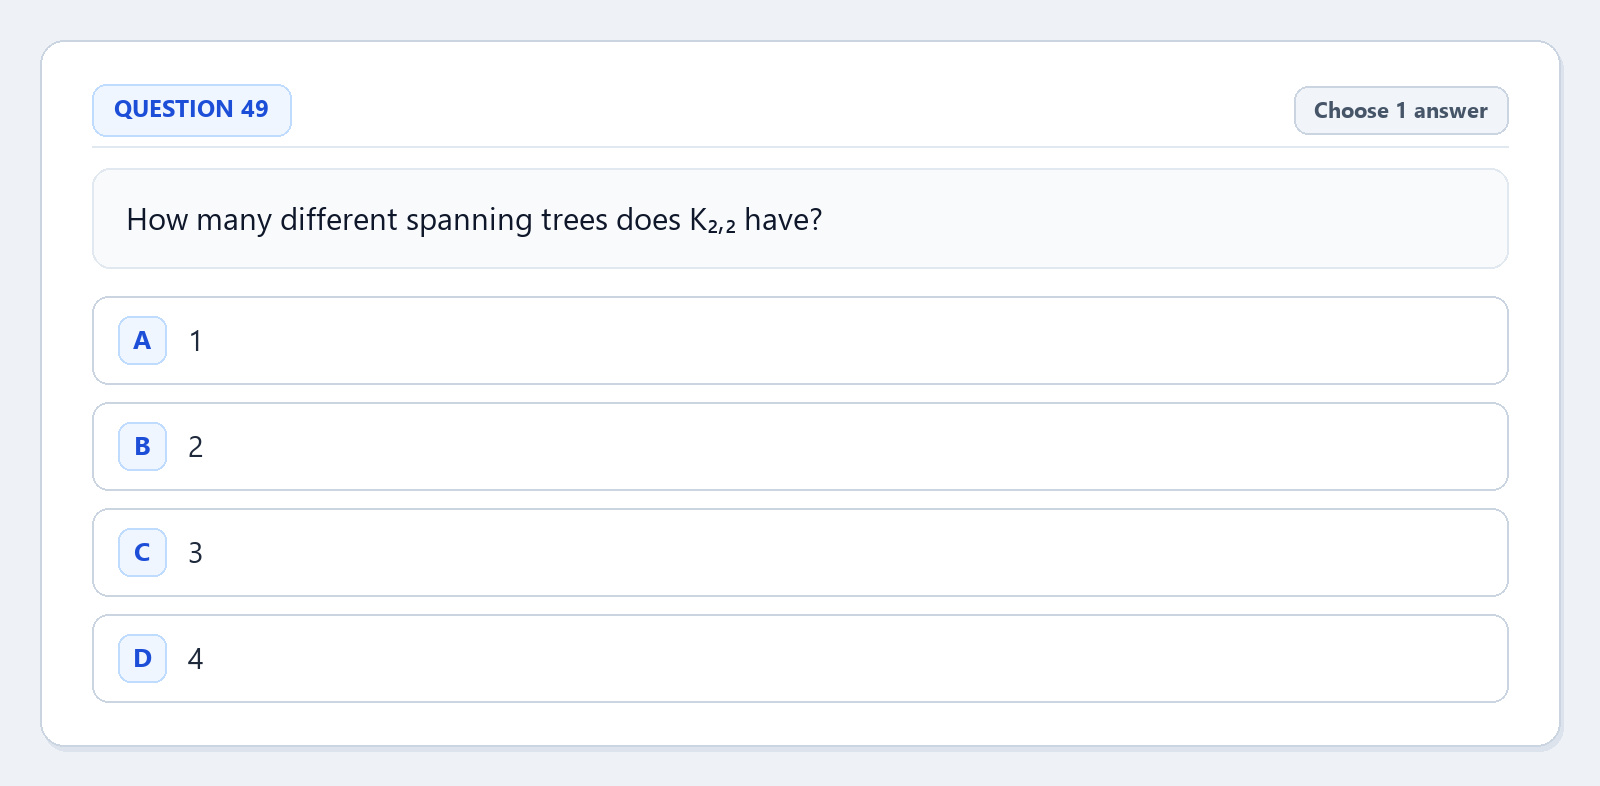 QUESTION 49
Choose 1 answer
How many different spanning trees does K₂,₂ have?
A 1
B 2
C 3
D 4